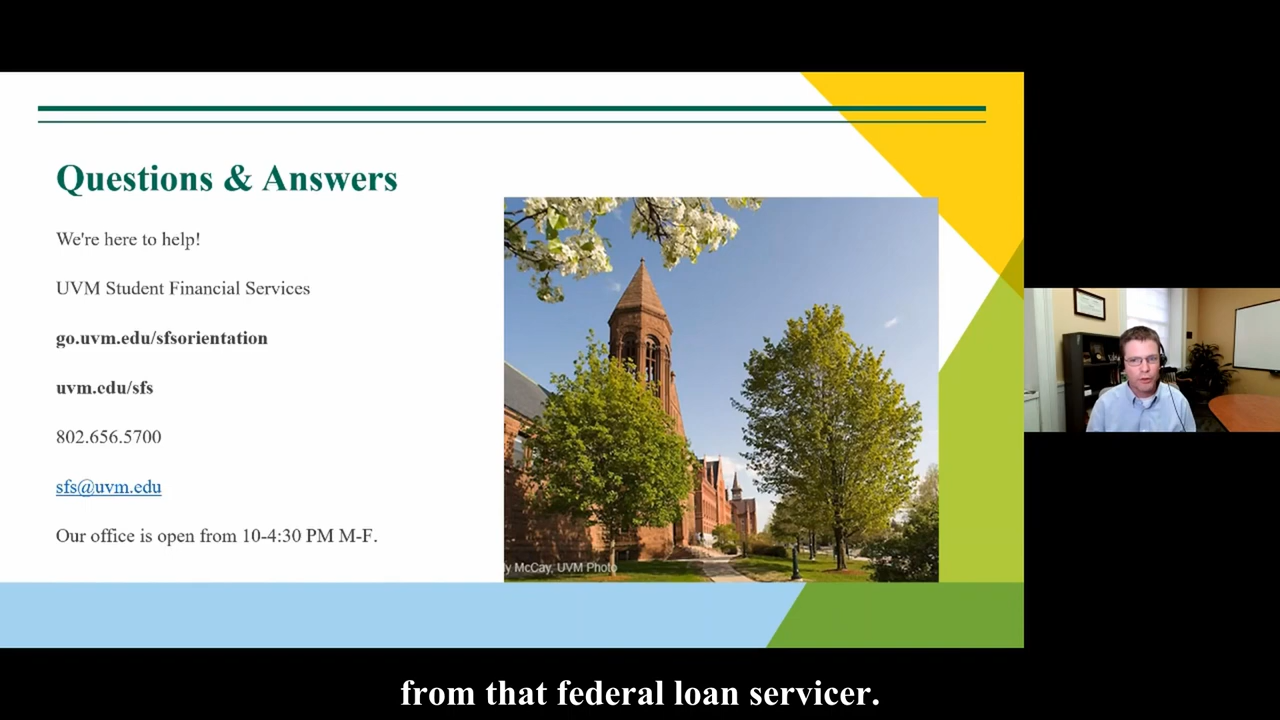 Questions & Answers
We're here to help!
UVM Student Financial Services
go.uvm.edu/sfsorientation
uvm.edu/sfs
802.656.5700
sfs@uvm.edu
Our office is open from 10-4:30 PM M-F.
McCay, UVM Photo
from that federal loan servicer.